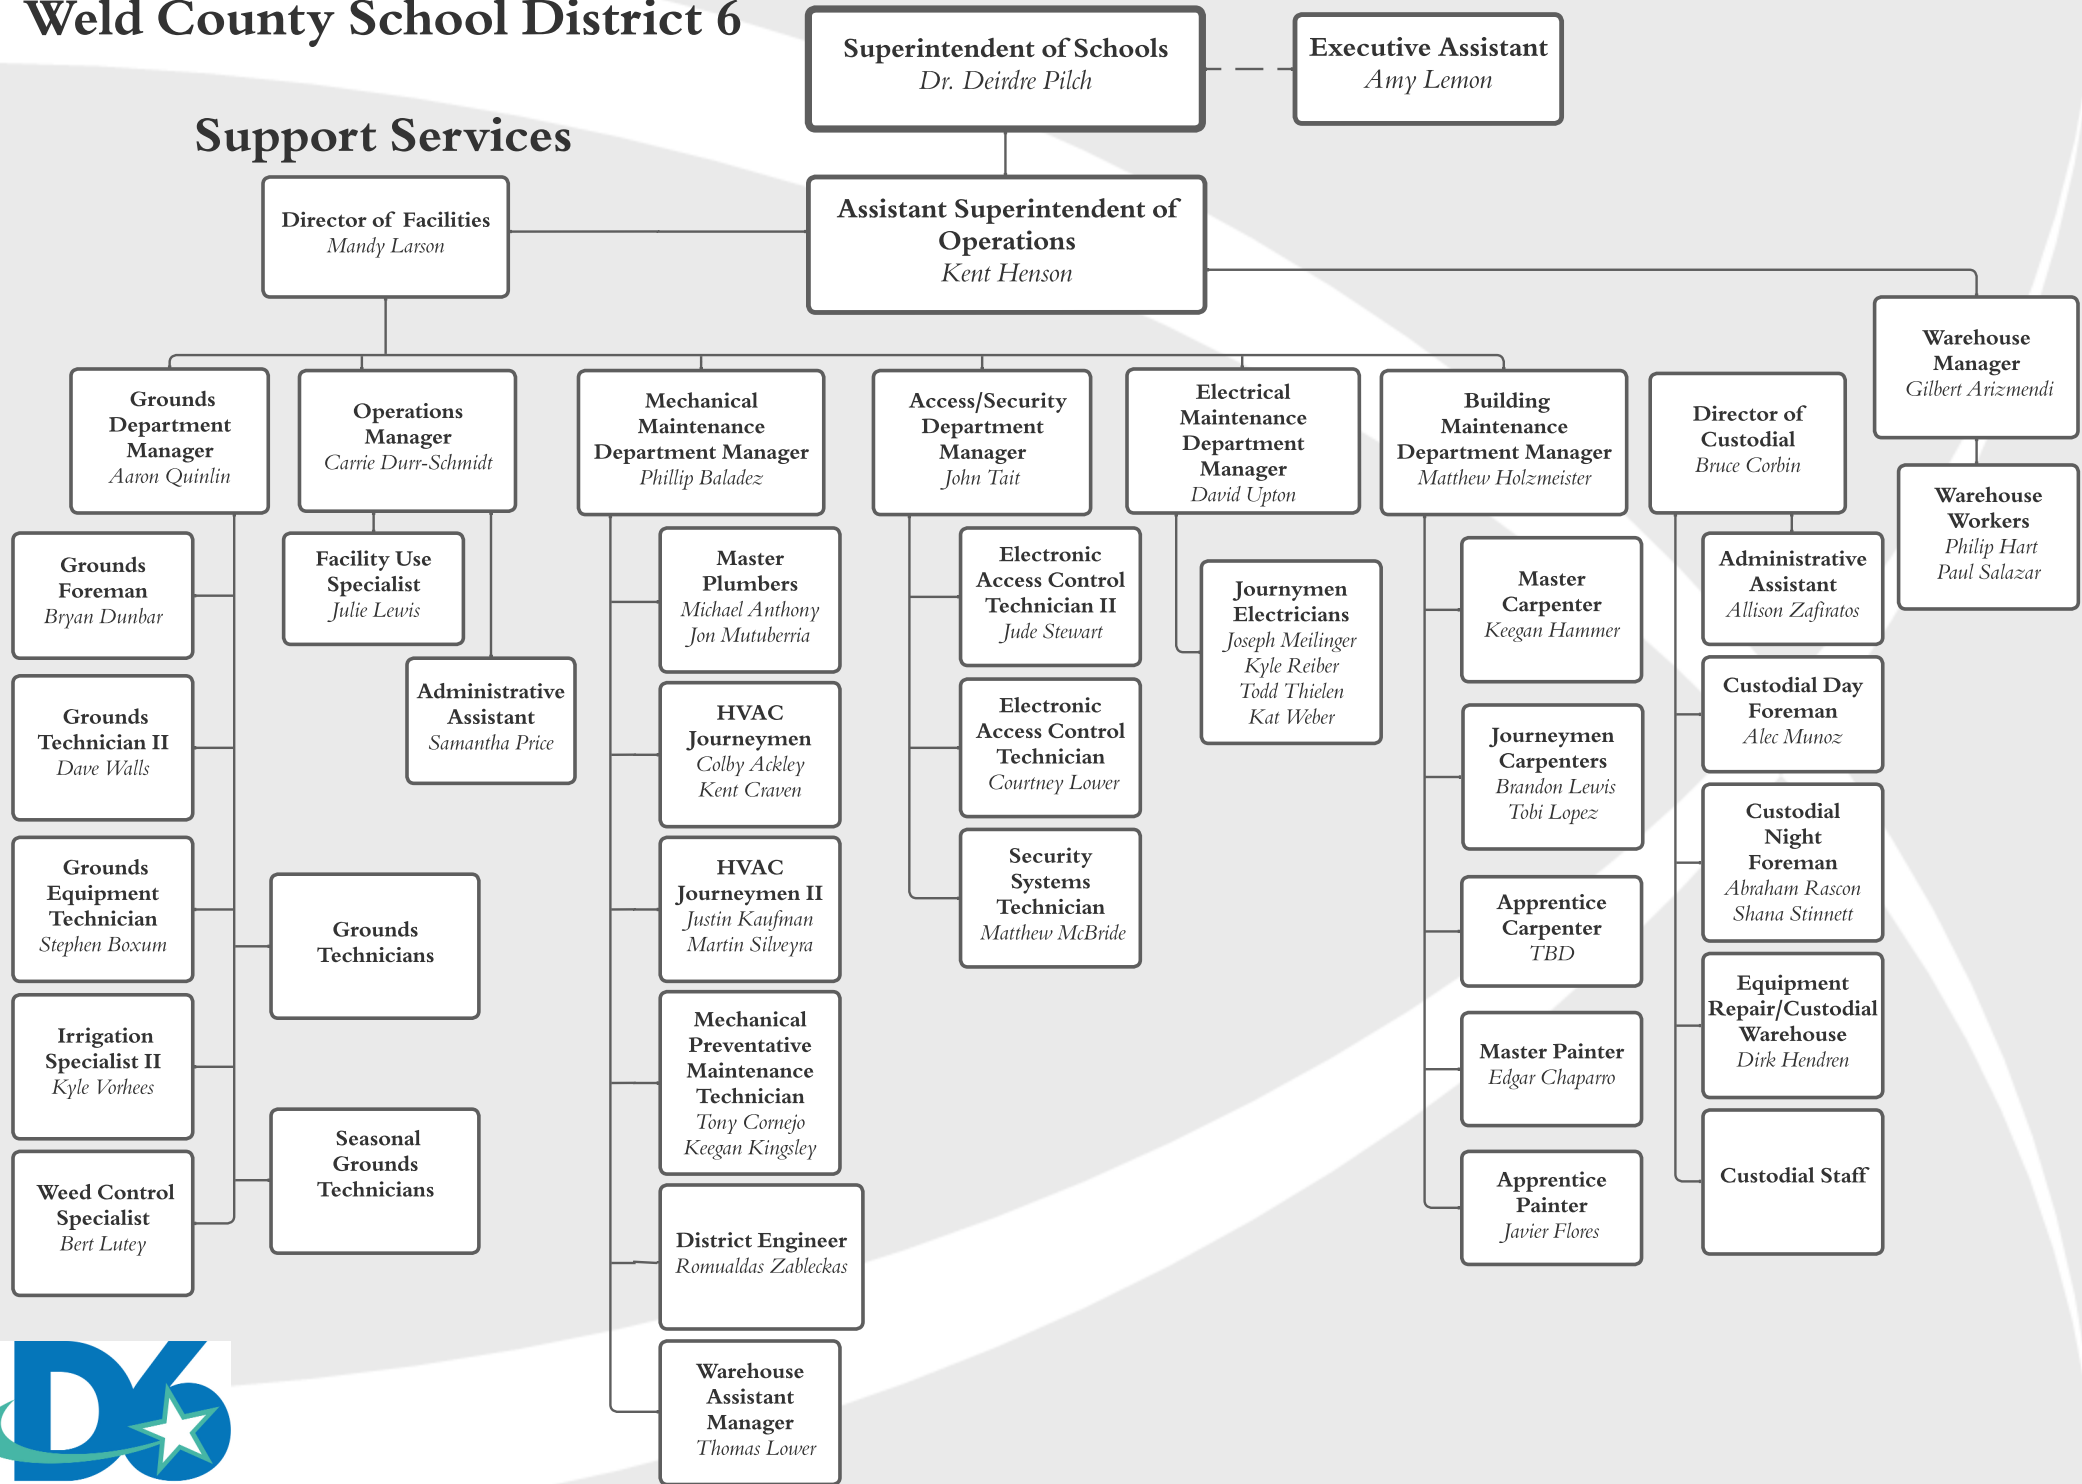 Weld County School District 6
Superintendent of Schools
Dr. Deirdre Pilch
Executive Assistant
Amy Lemon
Support Services
Director of Facilities
Mandy Larson
Assistant Superintendent of
Operations
Kent Henson
Warehouse
Manager
Gilbert Arizmendi
Warehouse
Workers
Philip Hart
Paul Salazar
Grounds
Department
Manager
Aaron Quinlin
Operations
Manager
Carrie Durr-Schmidt
Mechanical
Maintenance
Department Manager
Phillip Baladez
Access/Security
Department
Manager
John Tait
Electrical
Maintenance
Department
Manager
David Upton
Building
Maintenance
Department Manager
Matthew Holzmeister
Director of
Custodial
Bruce Corbin
Grounds
Foreman
Bryan Dunbar
Grounds
Technician II
Dave Walls
Grounds
Equipment
Technician
Stephen Boxum
Irrigation
Specialist II
Kyle Vorhees
Weed Control
Specialist
Bert Lutey
Grounds
Technicians
Seasonal
Grounds
Technicians
Facility Use
Specialist
Julie Lewis
Administrative
Assistant
Samantha Price
Master
Plumbers
Michael Anthony
Jon Mutuberria
HVAC
Journeymen
Colby Ackley
Kent Craven
HVAC
Journeymen II
Justin Kaufman
Martin Silveyra
Mechanical
Preventative
Maintenance
Technician
Tony Cornejo
Keegan Kingsley
District Engineer
Romualdas Zableckas
Warehouse
Assistant
Manager
Thomas Lower
Electronic
Access Control
Technician II
Jude Stewart
Electronic
Access Control
Technician
Courtney Lower
Security
Systems
Technician
Matthew McBride
Journymen
Electricians
Joseph Meilinger
Kyle Reiber
Todd Thielen
Kat Weber
Master
Carpenter
Keegan Hammer
Journeymen
Carpenters
Brandon Lewis
Tobi Lopez
Apprentice
Carpenter
TBD
Master Painter
Edgar Chaparro
Apprentice
Painter
Javier Flores
Administrative
Assistant
Allison Zafiratos
Custodial Day
Foreman
Alec Munoz
Custodial
Night
Foreman
Abraham Rascon
Shana Stinnett
Equipment
Repair/Custodial
Warehouse
Dirk Hendren
Custodial Staff
D6